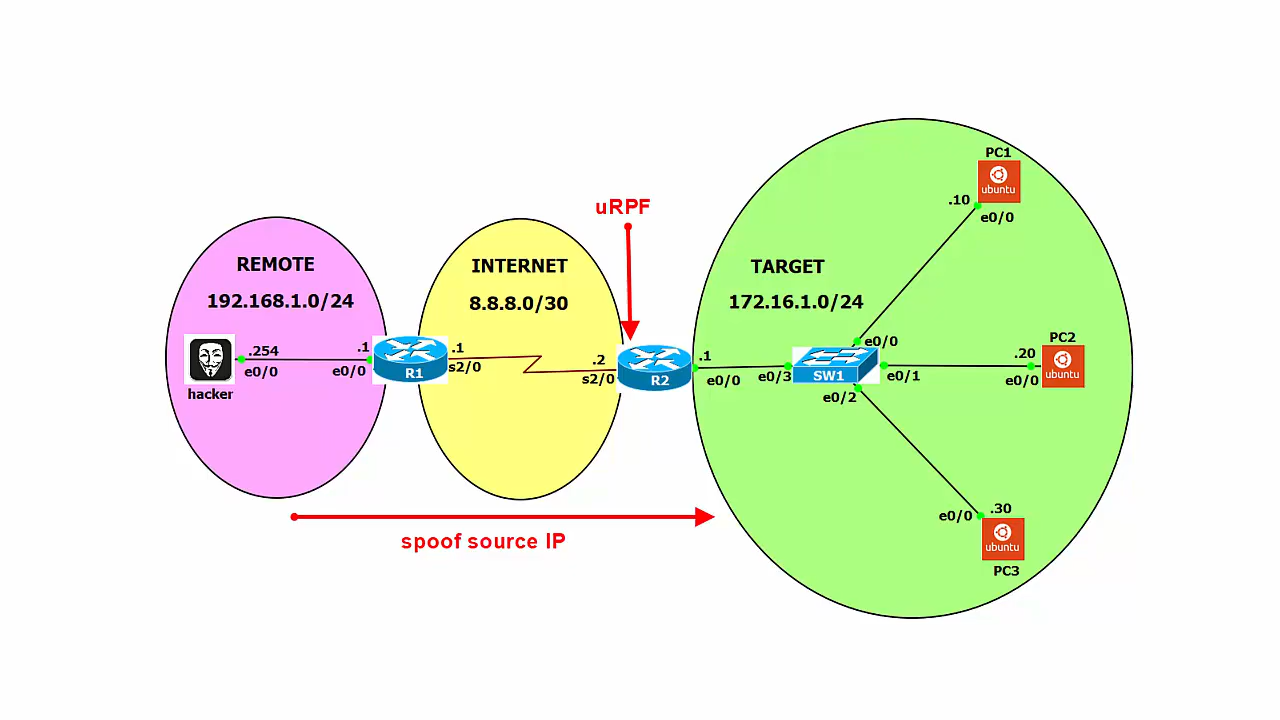 PC1
ubuntu
.10
e0/0
uRPF
REMOTE
192.168.1.0/24
INTERNET
8.8.8.0/30
TARGET
172.16.1.0/24
.254
e0/0
hacker
.1
e0/0
R1
.1
s2/0
.2
s2/0
R2
.1
e0/0
e0/3
SW1
e0/0
e0/1
e0/2
PC2
.20
e0/0
ubuntu
e0/0
.30
ubuntu
PC3
spoof source IP